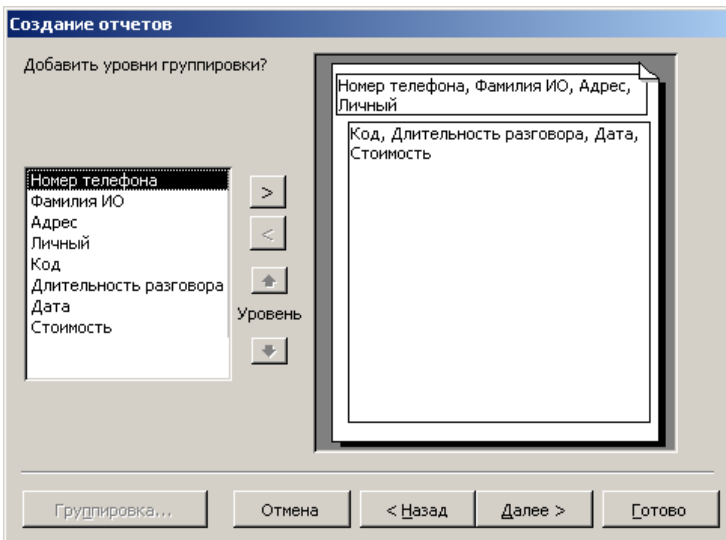 Создание отчетов
Добавить уровни группировки?
Номер телефона
Фамилия ИО
Адрес
Личный
Код
Длительность разговора
Дата
Стоимость
>
<
Уровень
Номер телефона, Фамилия ИО, Адрес,
Личный
Код, Длительность разговора, Дата,
Стоимость
Группировка...
Отмена
< Назад
Далее >
Готово